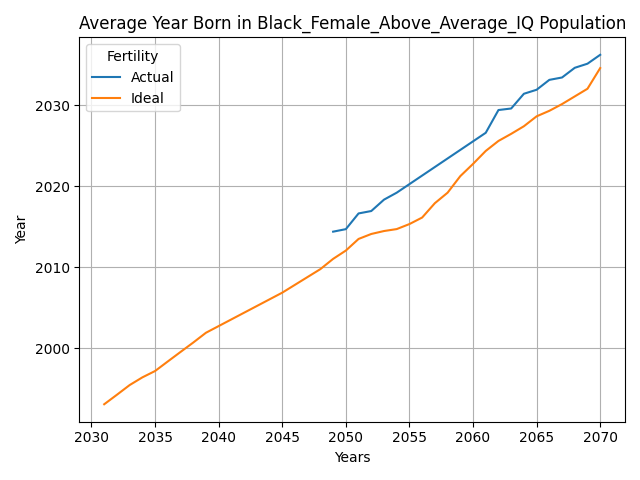 Average Year Born in Black_Female_Above_Average_IQ Population
Fertility
Actual
Ideal
2030
2020
2010
2000
Year
2030 2035 2040 2045 2050 2055 2060 2065 2070
Years